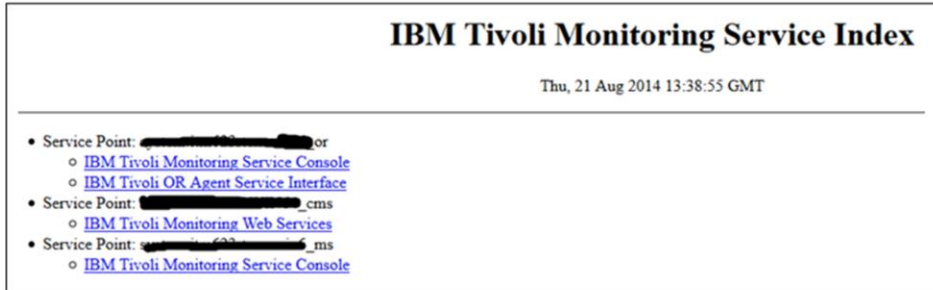 IBM Tivoli Monitoring Service Index
Thu, 21 Aug 2014 13:38:55 GMT
Service Point: _or
IBM Tivoli Monitoring Service Console
IBM Tivoli OR Agent Service Interface
Service Point: _cms
IBM Tivoli Monitoring Web Services
Service Point: _ms
IBM Tivoli Monitoring Service Console